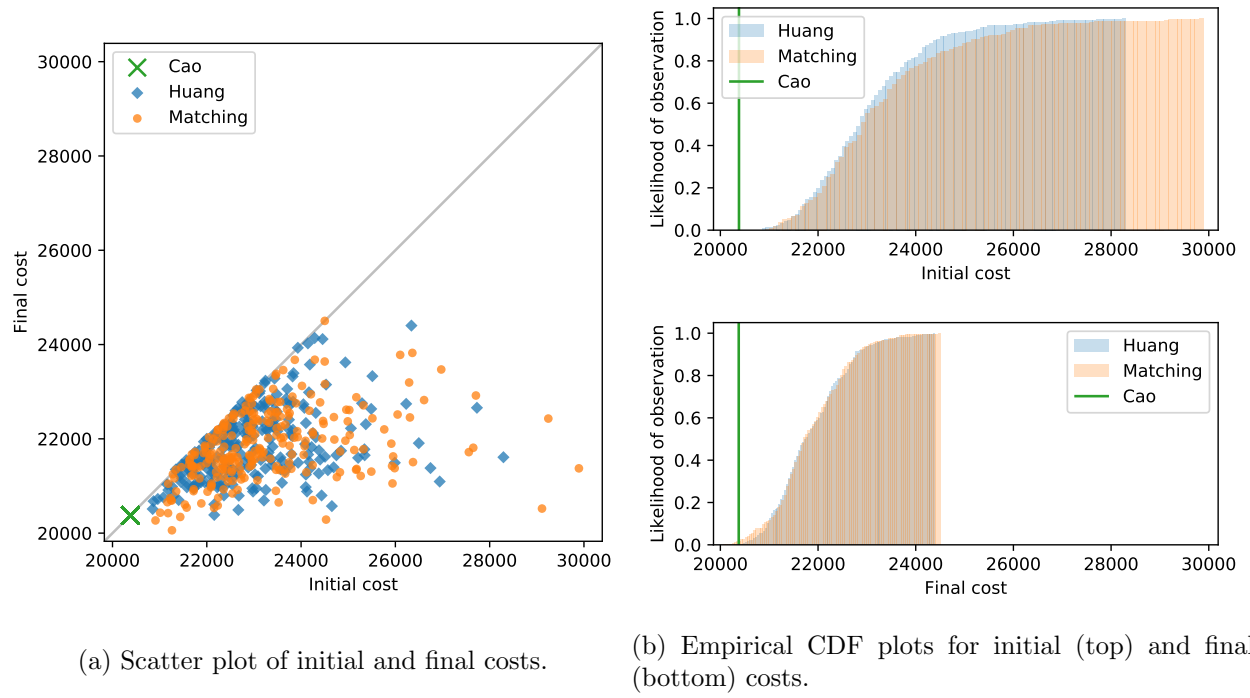 30000
28000
26000
24000
22000
20000
Final cost
Cao
Huang
Matching
20000 22000 24000 26000 28000 30000
Initial cost
(a) Scatter plot of initial and final costs.
1.0
0.8
0.6
0.4
0.2
0.0
Likelihood of observation
Huang
Matching
Cao
20000 22000 24000 26000 28000 30000
Initial cost
1.0
0.8
0.6
0.4
0.2
0.0
Likelihood of observation
Huang
Matching
Cao
20000 22000 24000 26000 28000 30000
Final cost
(b) Empirical CDF plots for initial (top) and final
(bottom) costs.